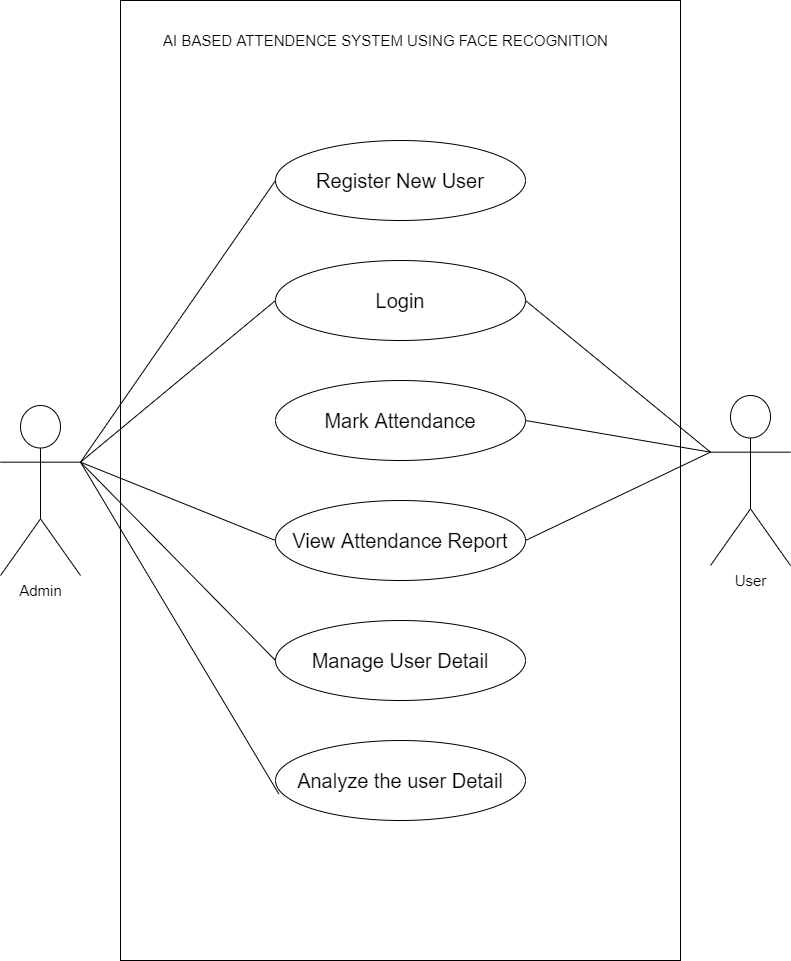 AI BASED ATTENDENCE SYSTEM USING FACE RECOGNITION
Register New User
Login
Mark Attendance
View Attendance Report
Admin
User
Manage User Detail
Analyze the user Detail